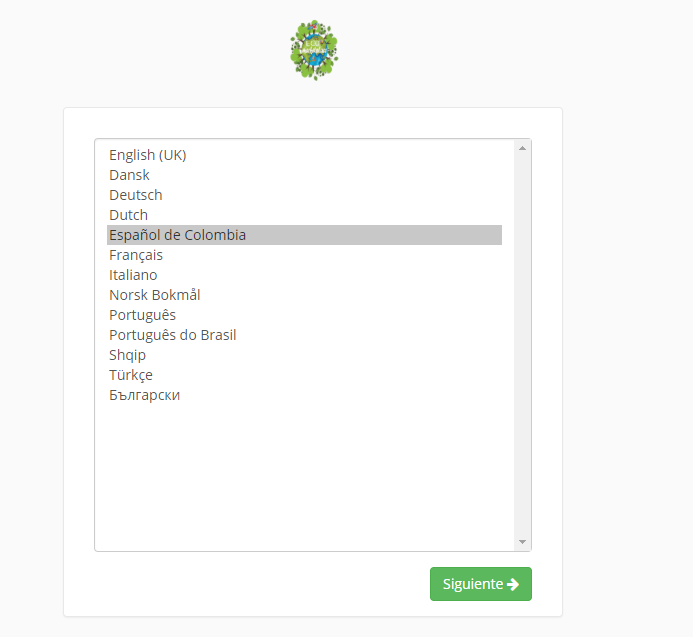 ECO
English (UK)
Dansk
Deutsch
Dutch
Español de Colombia
Français
Italiano
Norsk Bokmål
Português
Português do Brasil
Shqip
Türkçe
Български
Siguiente